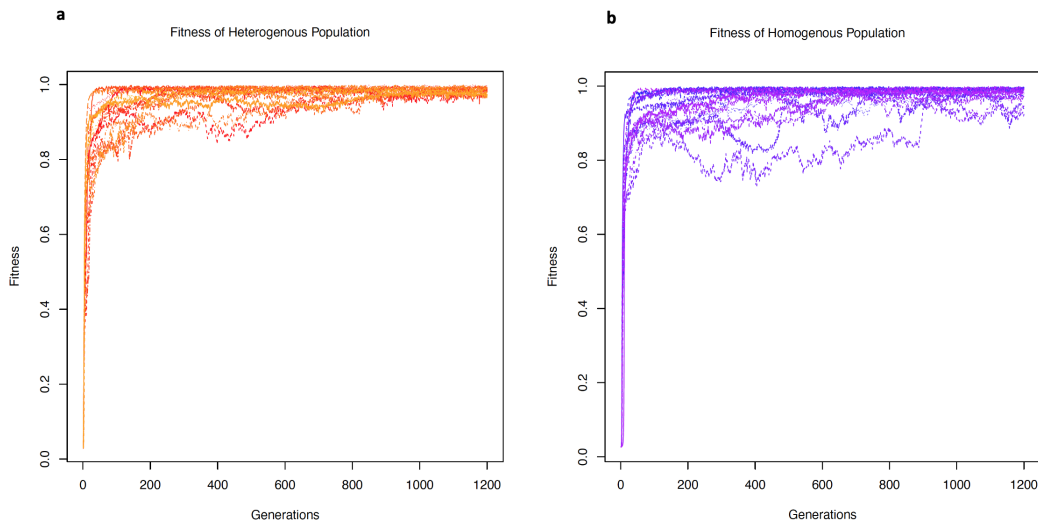 a
Fitness of Heterogenous Population
1.0
0.8
0.6
0.4
0.2
0.0
Fitness
0 200 400 600 800 1000 1200
Generations
b
Fitness of Homogenous Population
1.0
0.8
0.6
0.4
0.2
0.0
Fitness
0 200 400 600 800 1000 1200
Generations